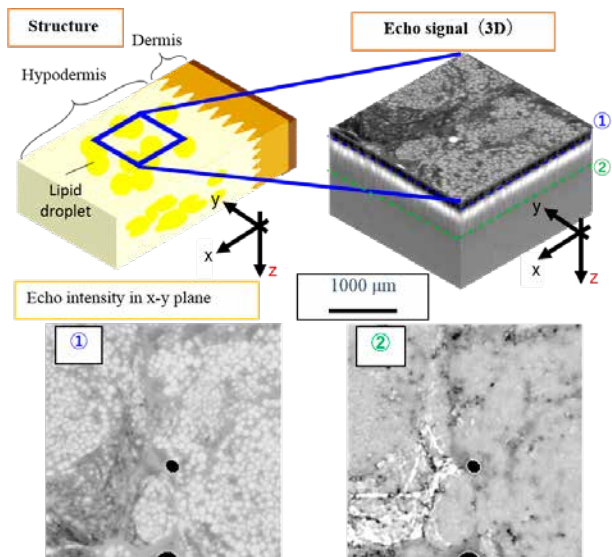 Structure
Echo signal（3D）
Dermis
Hypodermis
①
②
Lipid
droplet
y
x
z
y
x
z
Echo intensity in x-y plane
1000 μm
①
②